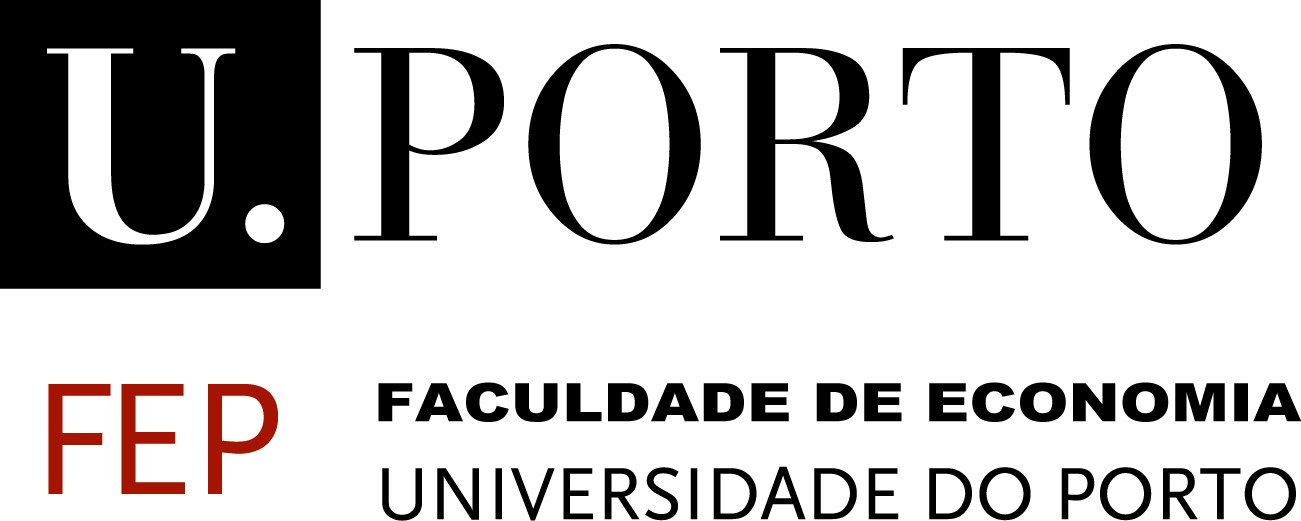 U.PORTO
FEP FACULDADE DE ECONOMIA
UNIVERSIDADE DO PORTO